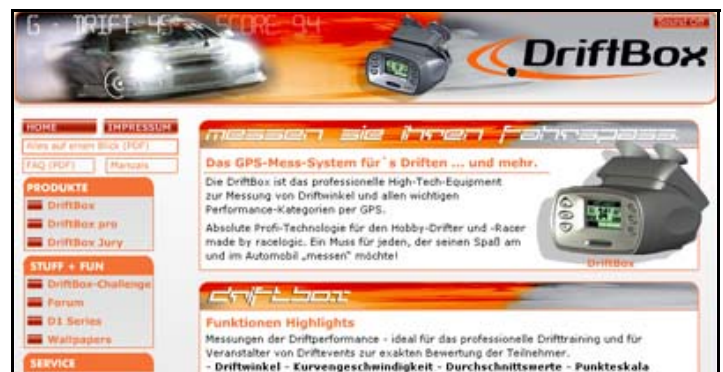 G - DRIFT 45° SCORE 94
Sound Off
DriftBox
HOME
IMPRESSUM
Alles auf einen Blick (PDF)
FAQ (PDF)
Manuals
PRODUKTE
DriftBox
DriftBox pro
DriftBox Jury
STUFF + FUN
DriftBox-Challenge
Forum
D1 Series
Wallpapers
SERVICE
messen sie ihren fahrspass
Das GPS-Mess-System für`s Driften ... und mehr.
Die DriftBox ist das professionelle High-Tech-Equipment
zur Messung von Driftwinkel und allen wichtigen
Performance-Kategorien per GPS.
Absolute Profi-Technologie für den Hobby-Drifter und -Racer
made by racelogic. Ein Muss für jeden, der seinen Spaß am
und im Automobil „messen" möchte!
DriftBox
driftbox
Funktionen Highlights
Messungen der Driftperformance - ideal für das professionelle Drifttraining und für
Veranstalter von Driftevents zur exakten Bewertung der Teilnehmer.
- Driftwinkel - Kurvengeschwindigkeit - Durchschnittswerte - Punkteskala